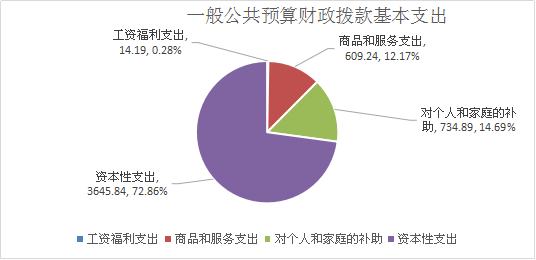 一般公共预算财政拨款基本支出
工资福利支出,
14.19, 0.28%
商品和服务支出,
609.24, 12.17%
对个人和家庭的补
助, 734.89, 14.69%
资本性支出,
3645.84, 72.86%
工资福利支出 商品和服务支出 对个人和家庭的补助 资本性支出